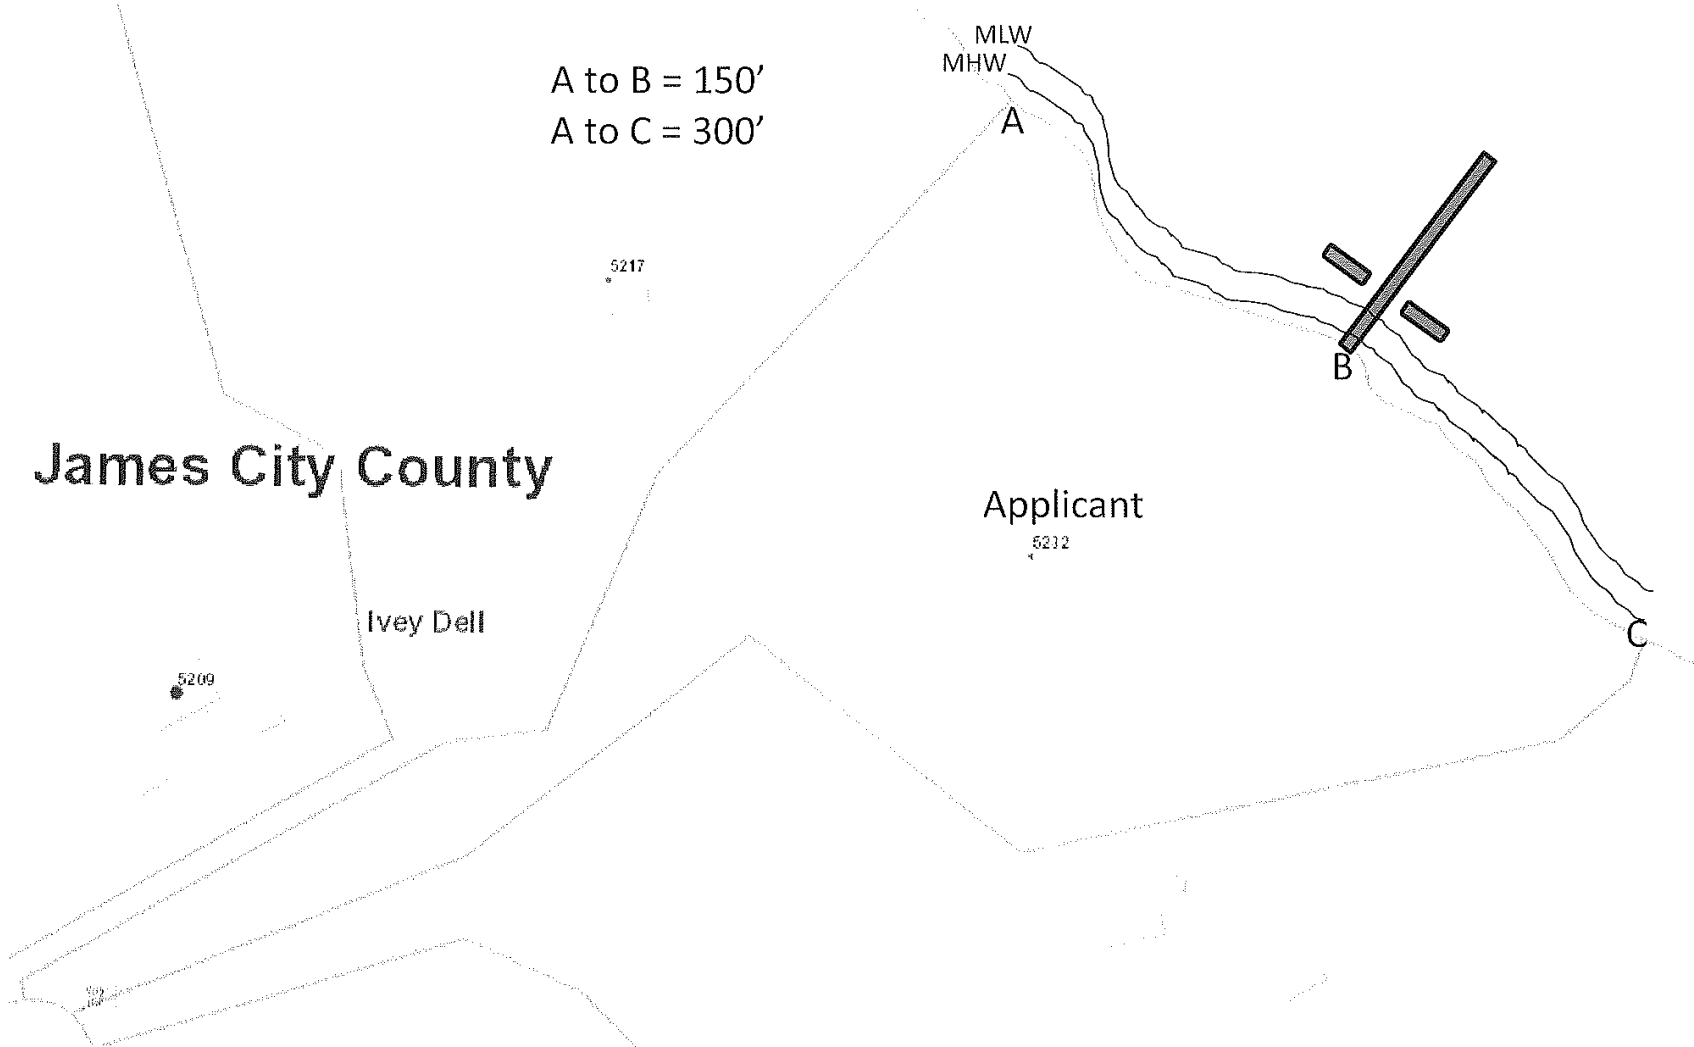 MLW
MHW
A to B = 150’
A to C = 300’
A
5217
B
James City County
Applicant
5232
Ivey Dell
C
5209